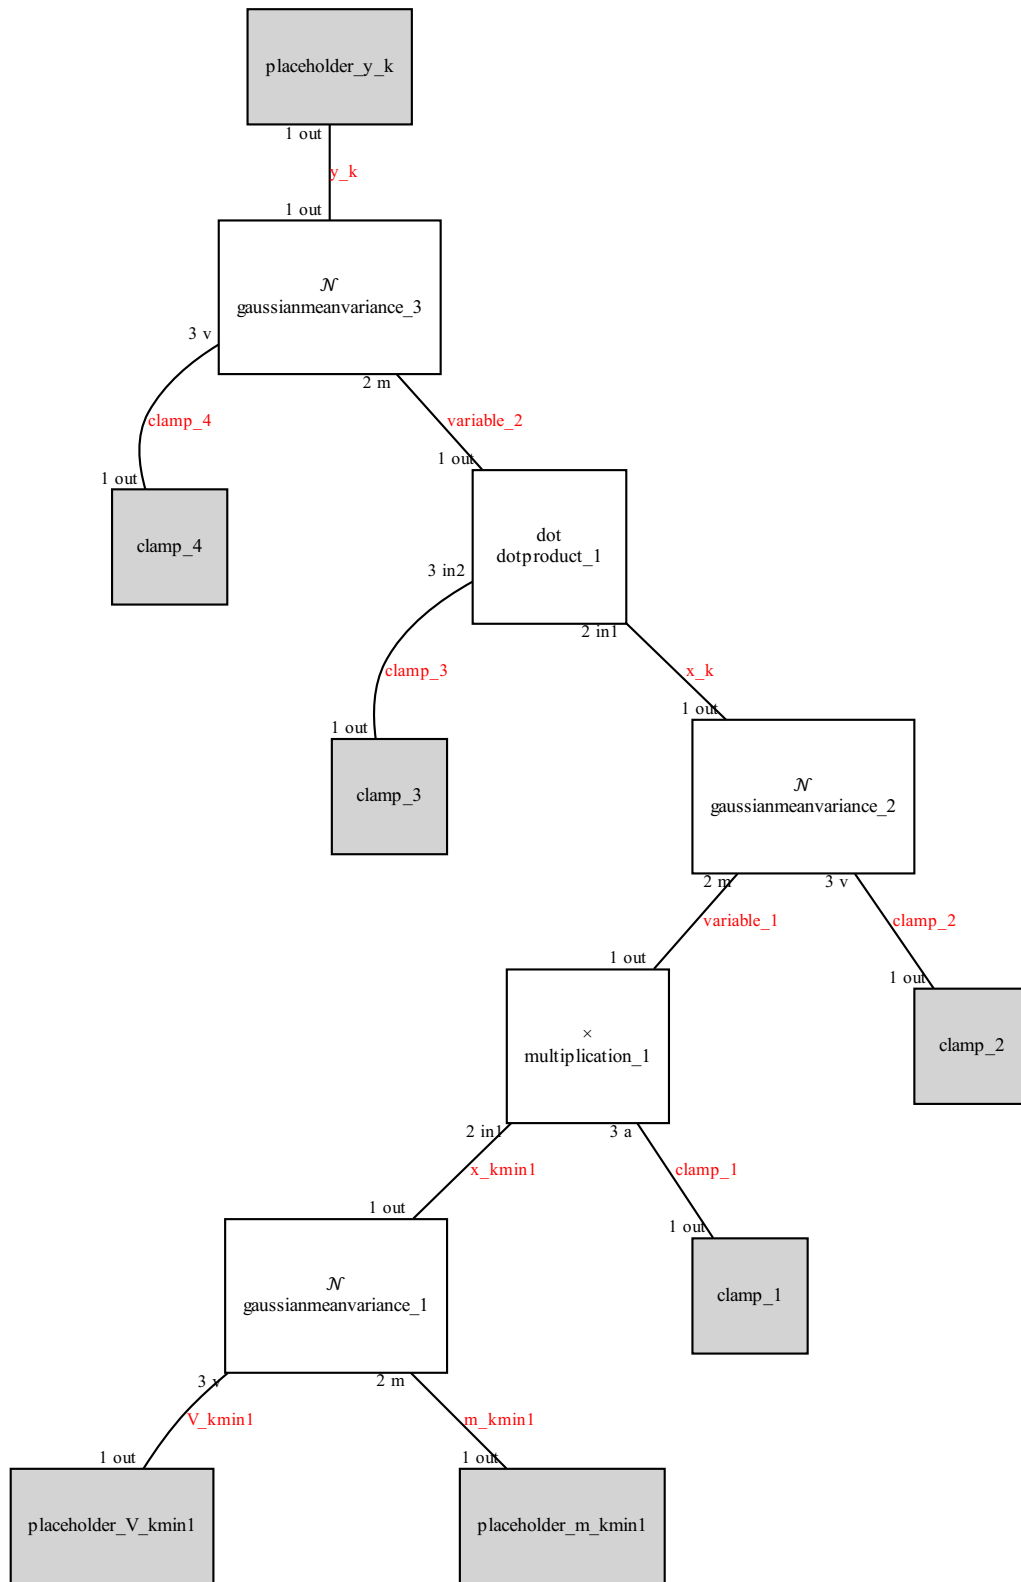 placeholder_y_k
1 out
y_k
1 out
𝒩
gaussianmeanvariance_3
3 v
2 m
clamp_4
variable_2
1 out
1 out
clamp_4
dot
dotproduct_1
3 in2
2 in1
clamp_3
x_k
1 out
1 out
clamp_3
𝒩
gaussianmeanvariance_2
2 m
3 v
variable_1
clamp_2
1 out
1 out
×
multiplication_1
clamp_2
2 in1
3 a
x_kmin1
clamp_1
1 out
1 out
𝒩
gaussianmeanvariance_1
clamp_1
3 v
2 m
V_kmin1
m_kmin1
1 out
1 out
placeholder_V_kmin1
placeholder_m_kmin1